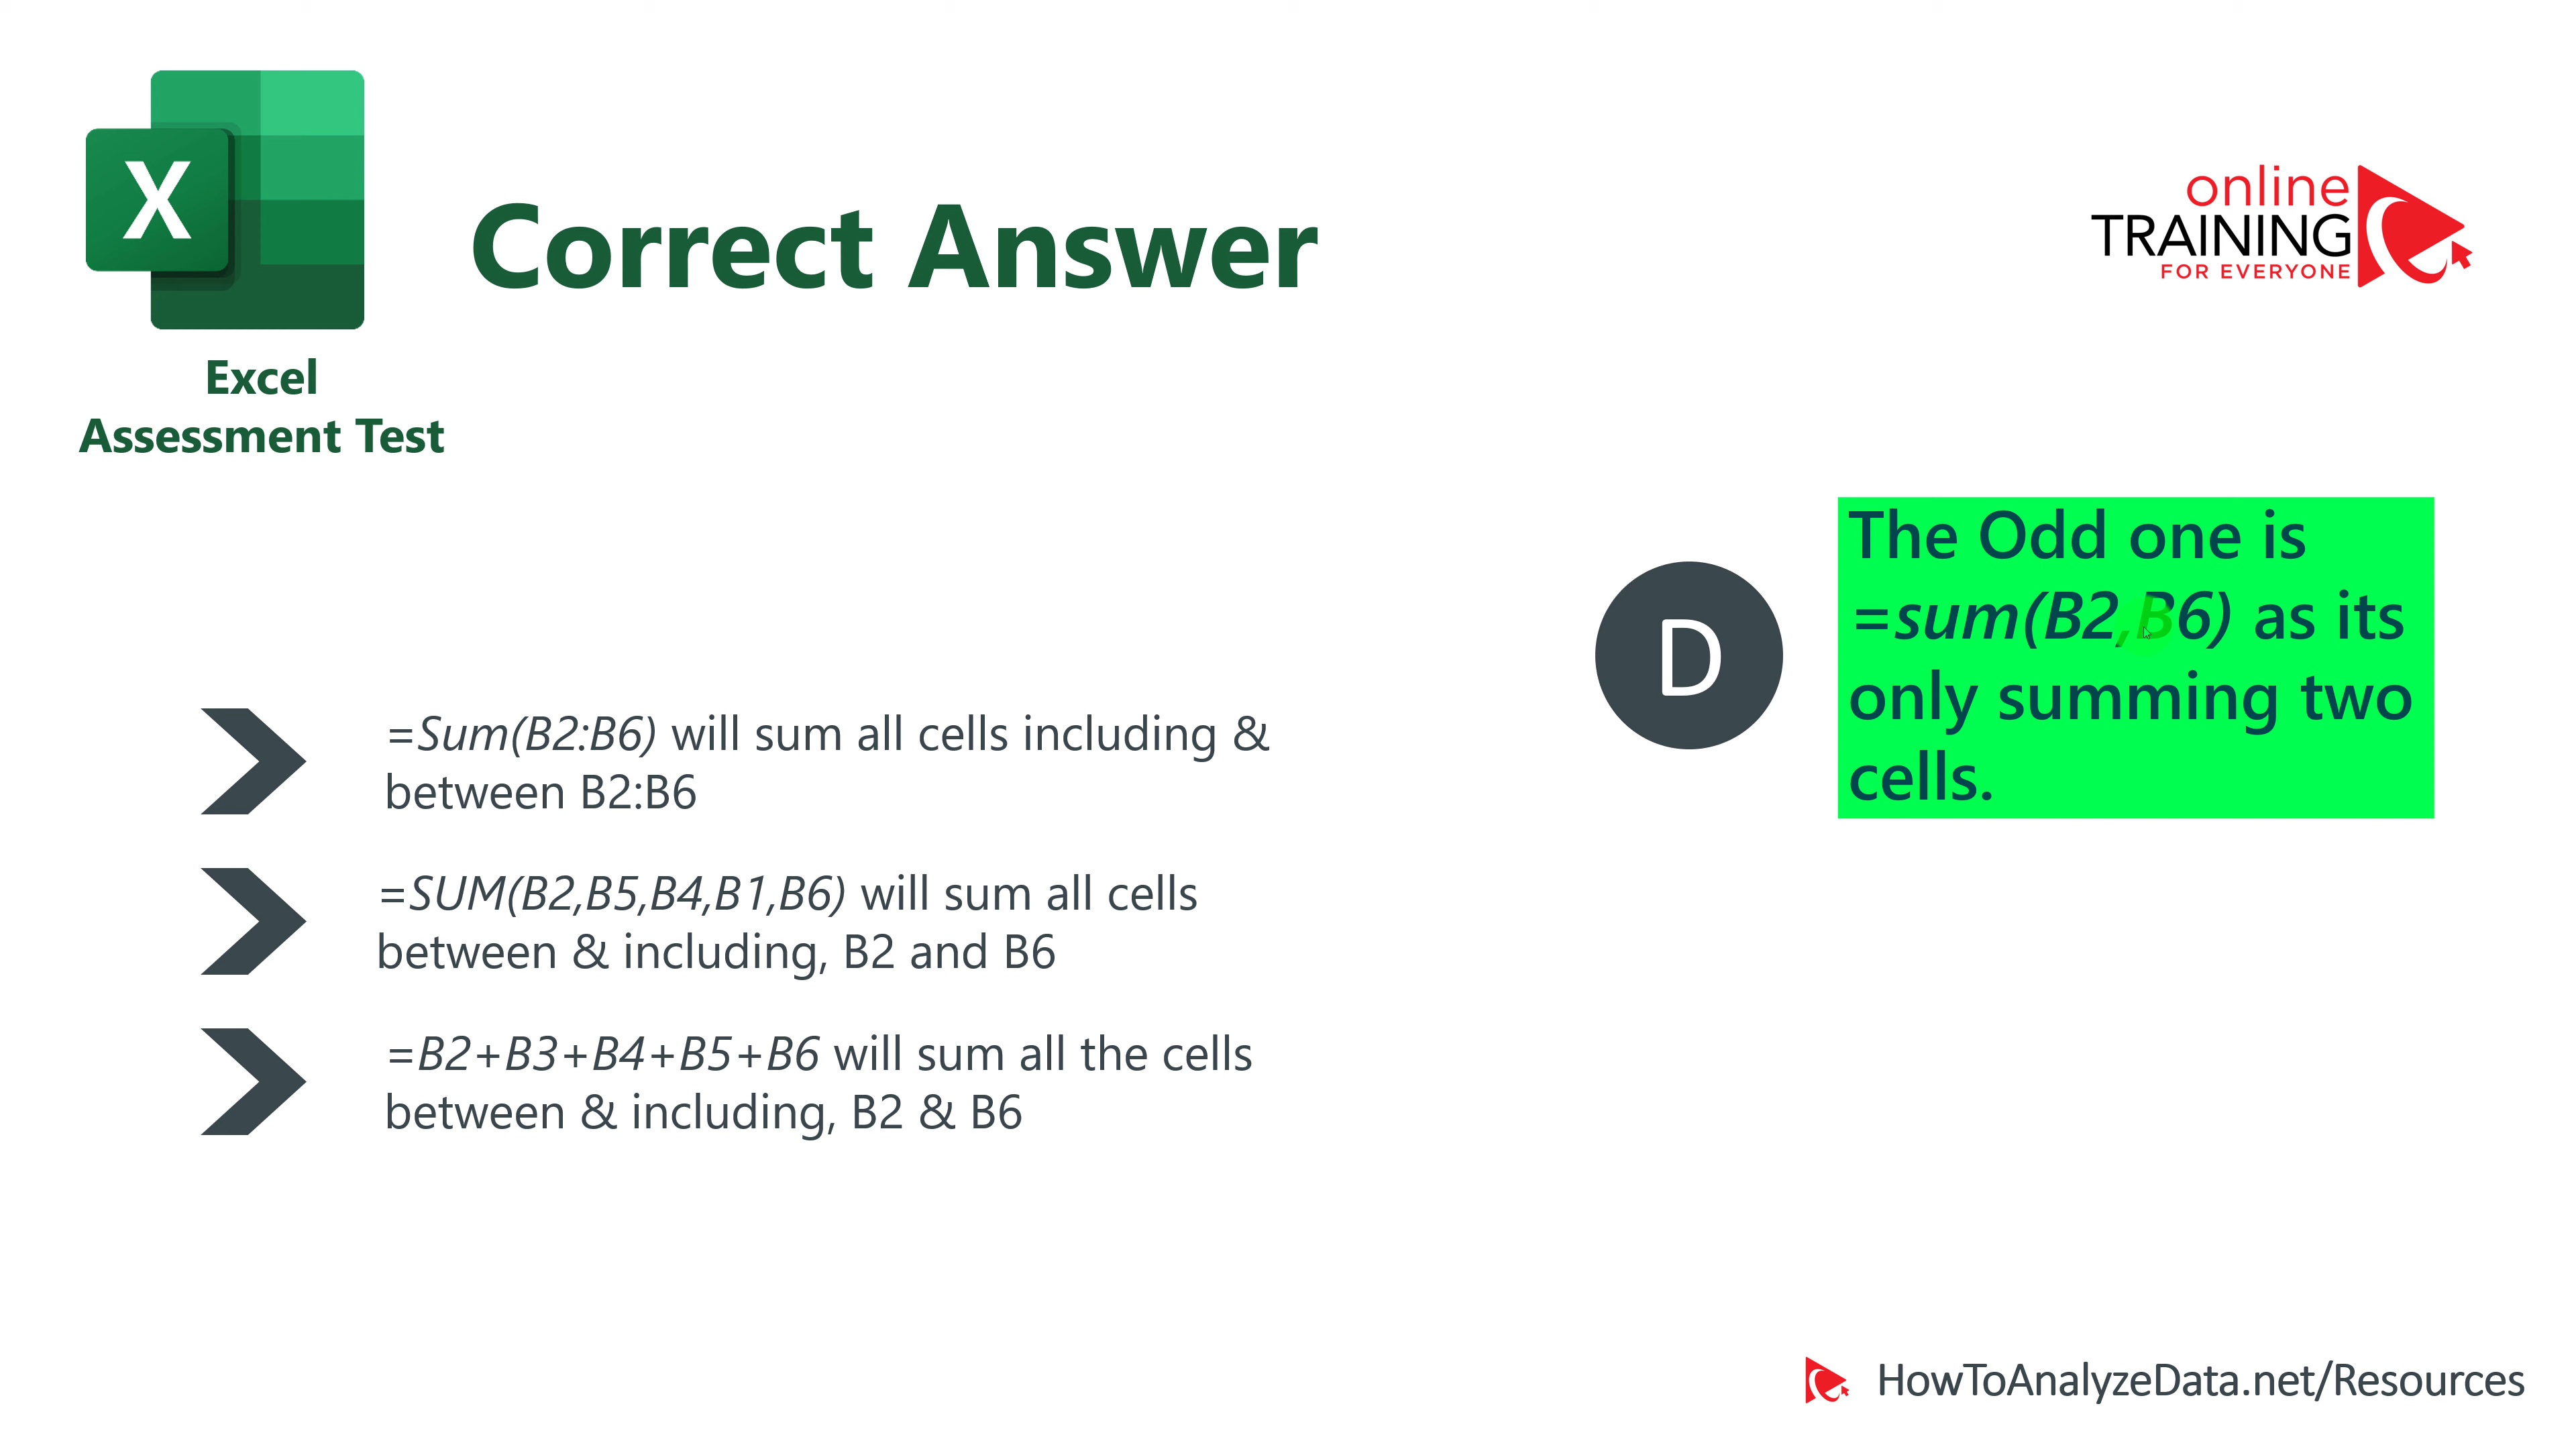 X
Excel
Assessment Test
Correct Answer
online
TRAINING
FOR EVERYONE
=Sum(B2:B6) will sum all cells including &
between B2:B6
=SUM(B2,B5,B4,B1,B6) will sum all cells
between & including, B2 and B6
=B2+B3+B4+B5+B6 will sum all the cells
between & including, B2 & B6
D
The Odd one is
=sum(B2,B6) as its
only summing two
cells.
HowToAnalyzeData.net/Resources